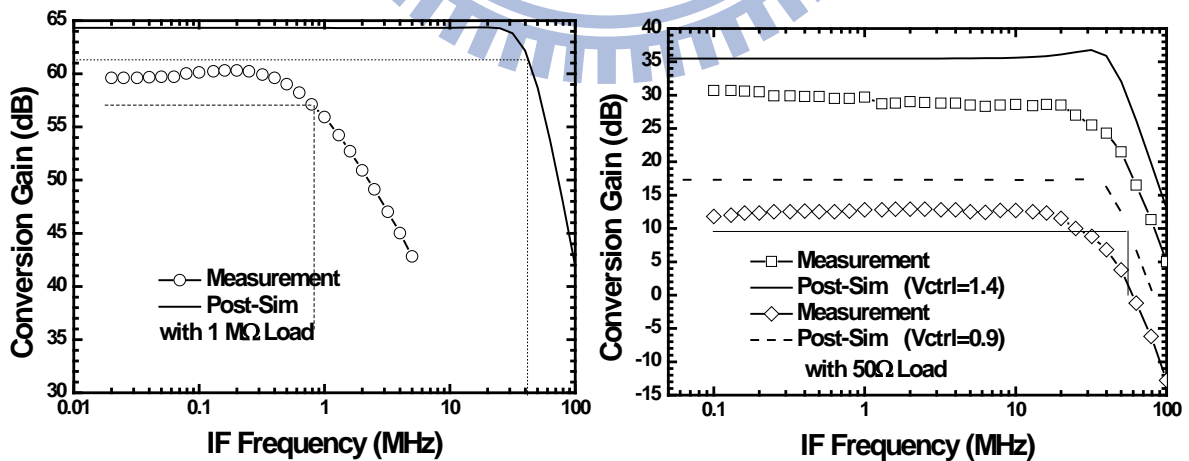 65
60
55
50
45
40
35
30
0.01
0.1
1
10
100
Conversion Gain (dB)
IF Frequency (MHz)
Measurement
Post-Sim
with 1 MΩ Load
40
35
30
25
20
15
10
5
0
-5
-10
-15
0.1
1
10
100
Conversion Gain (dB)
IF Frequency (MHz)
Measurement
Post-Sim (Vctrl=1.4)
Measurement
Post-Sim (Vctrl=0.9)
with 50Ω Load